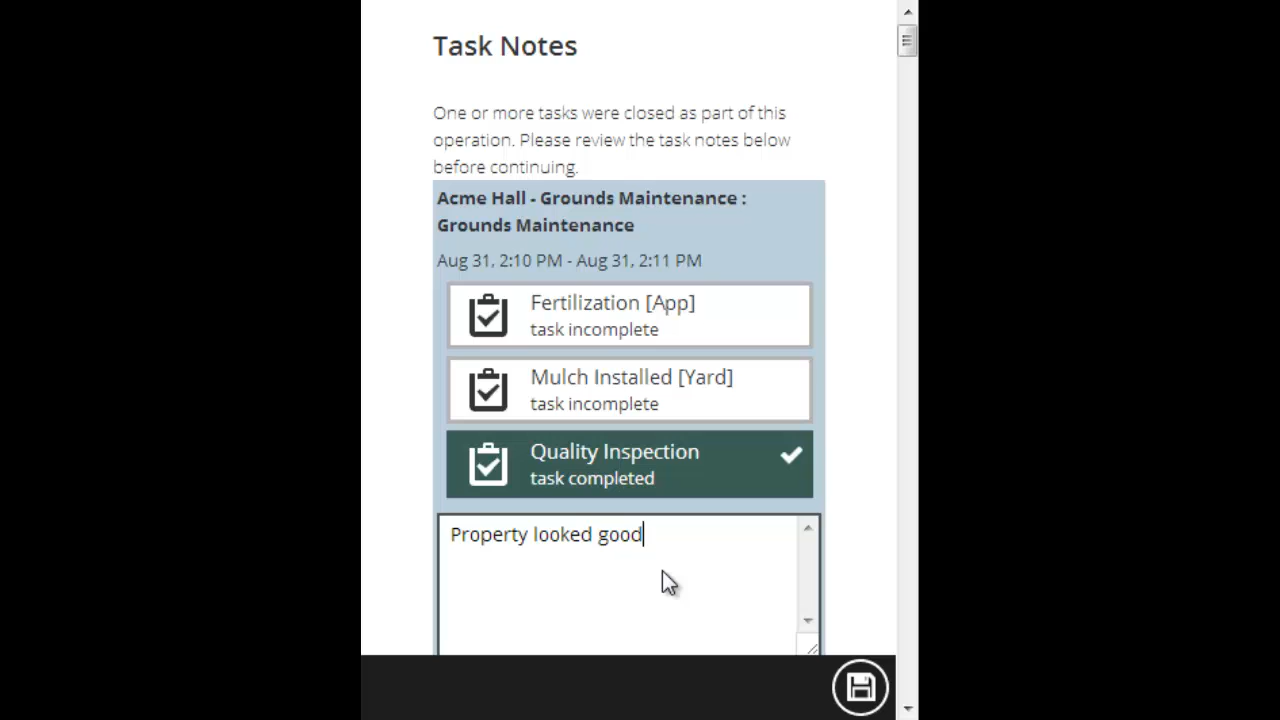 Task Notes
One or more tasks were closed as part of this
operation. Please review the task notes below
before continuing.
Acme Hall - Grounds Maintenance :
Grounds Maintenance
Aug 31, 2:10 PM - Aug 31, 2:11 PM
Fertilization [App]
task incomplete
Mulch Installed [Yard]
task incomplete
Quality Inspection
task completed
Property looked good